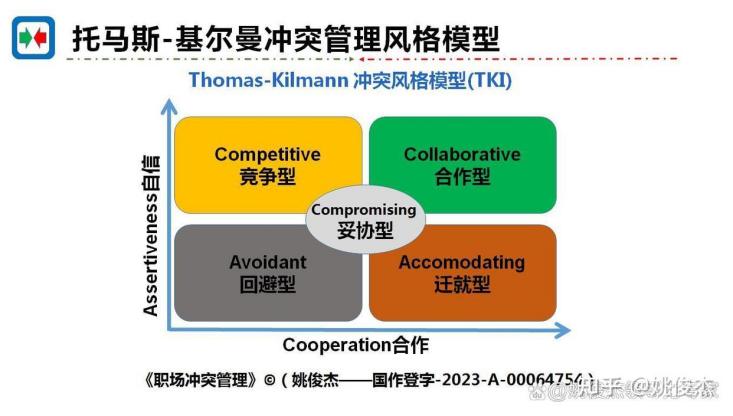 托马斯-基尔曼冲突管理风格模型
Thomas-Kilmann 冲突风格模型(TKI)
Assertiveness自信
Competitive
竞争型
Collaborative
合作型
Compromising
妥协型
Avoidant
回避型
Accomodating
迁就型
Cooperation合作
《职场冲突管理》©（姚俊杰——国作登字-2023-A-00064754）
知乎 @姚俊杰